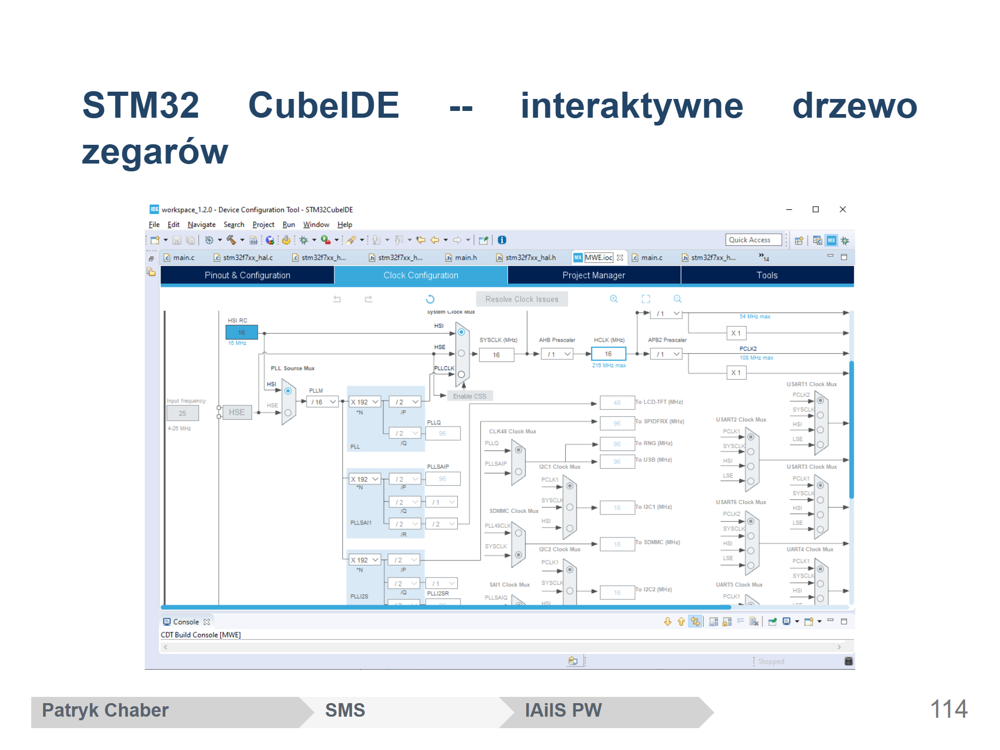 STM32 CubeIDE -- interaktywne drzewo
zegarów
IDE workspace_1.2.0 - Device Configuration Tool - STM32CubeIDE
File Edit Navigate Search Project Run Window Help
Quick Access
main.c stm32f7xx_hal.c stm32f7xx_h... stm32f7xx_h... main.h stm32f7xx_hal.h MX MWE.ioc main.c stm32f7xx_h... »14
Pinout & Configuration Clock Configuration Project Manager Tools
Resolve Clock Issues
System Clock Mux
HSI RC
16
16 MHz
HSI
HSE
PLLCLK
SYSCLK (MHz)
16
AHB Prescaler
/ 1
HCLK (MHz)
16
216 MHz max
/ 1
54 MHz max
X 1
APB2 Prescaler
/ 1
PCLK2
108 MHz max
X 1
Enable CSS
PLL Source Mux
HSI
HSE
Input frequency
25
4-26 MHz
HSE
PLLM
/ 16
X 192
*N
/ 2
/P
PLLQ
/ 2
96
/Q
PLL
PLLSAIP
X 192
*N
/ 2
96
/P
/ 2
/ 1
/Q
PLLSAI1
/ 2
/ 2
/R
X 192
*N
/ 2
/P
/ 2
/ 1
/Q
PLLI2SR
PLLI2S
/ 2
96
48 To LCD-TFT (MHz)
96 To SPIDFRX (MHz)
96 To RNG (MHz)
96 To USB (MHz)
CLK48 Clock Mux
PLLQ
PLLSAIP
I2C1 Clock Mux
PCLK1
SYSCLK
HSI
16 To I2C1 (MHz)
SDMMC Clock Mux
PLL48CLK
SYSCLK
16 To SDMMC (MHz)
I2C2 Clock Mux
PCLK1
SYSCLK
HSI
16 To I2C2 (MHz)
SAI1 Clock Mux
PLLSAIQ
USART1 Clock Mux
PCLK2
SYSCLK
HSI
LSE
USART2 Clock Mux
PCLK1
SYSCLK
HSI
LSE
USART3 Clock Mux
PCLK1
SYSCLK
HSI
LSE
USART6 Clock Mux
PCLK2
SYSCLK
HSI
LSE
UART4 Clock Mux
PCLK1
SYSCLK
HSI
LSE
UART5 Clock Mux
PCLK1
Console
CDT Build Console [MWE]
Stopped
Patryk Chaber SMS IAiIS PW 114